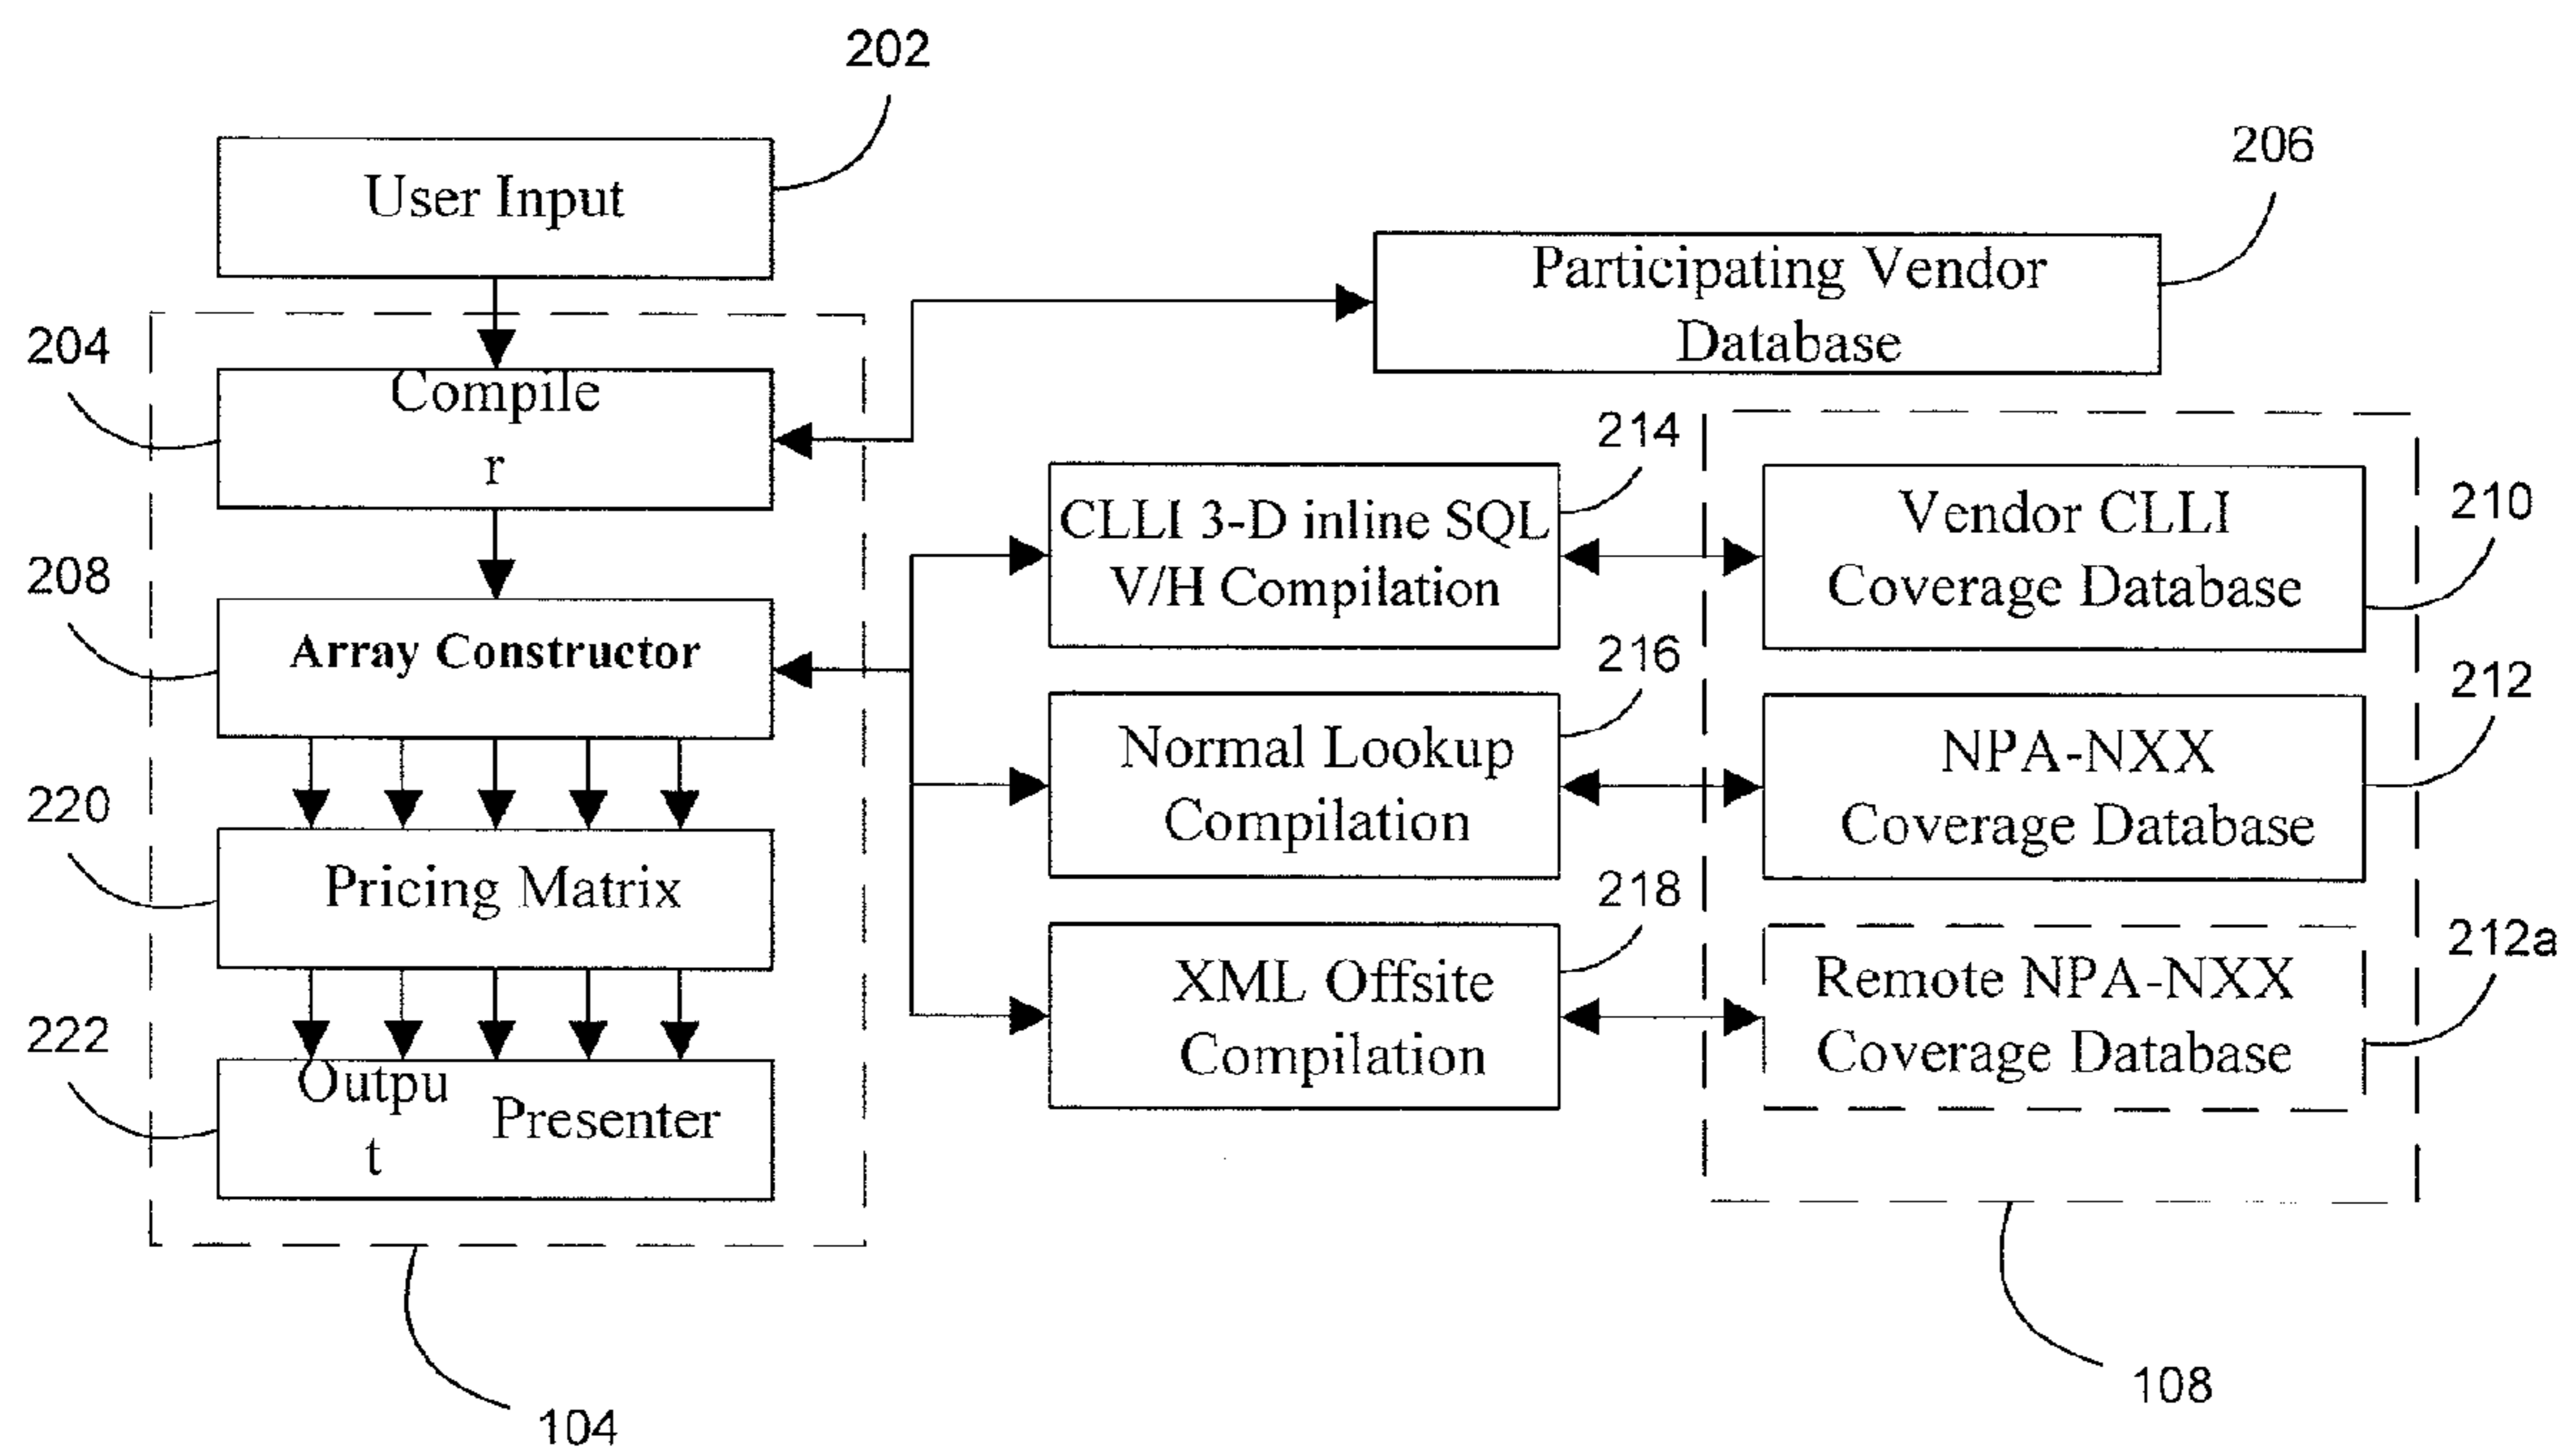 202
User Input
206
Participating Vendor
Database
204
Compile
r
214
CLLI 3-D inline SQL
V/H Compilation
Vendor CLLI
Coverage Database
210
208
Array Constructor
216
Normal Lookup
Compilation
NPA-NXX
Coverage Database
212
220
Pricing Matrix
218
XML Offsite
Compilation
Remote NPA-NXX
Coverage Database
212a
222
Outpu
t
Presenter
104
108